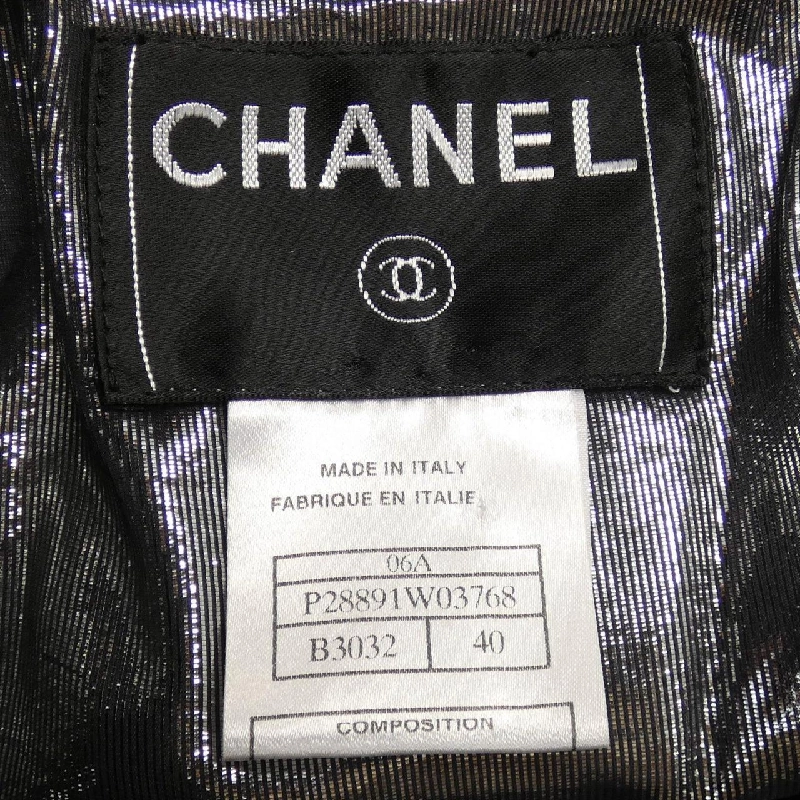 CHANEL
MADE IN ITALY
FABRIQUE EN ITALIE
06A
P28891W03768
B3032 40
COMPOSITION